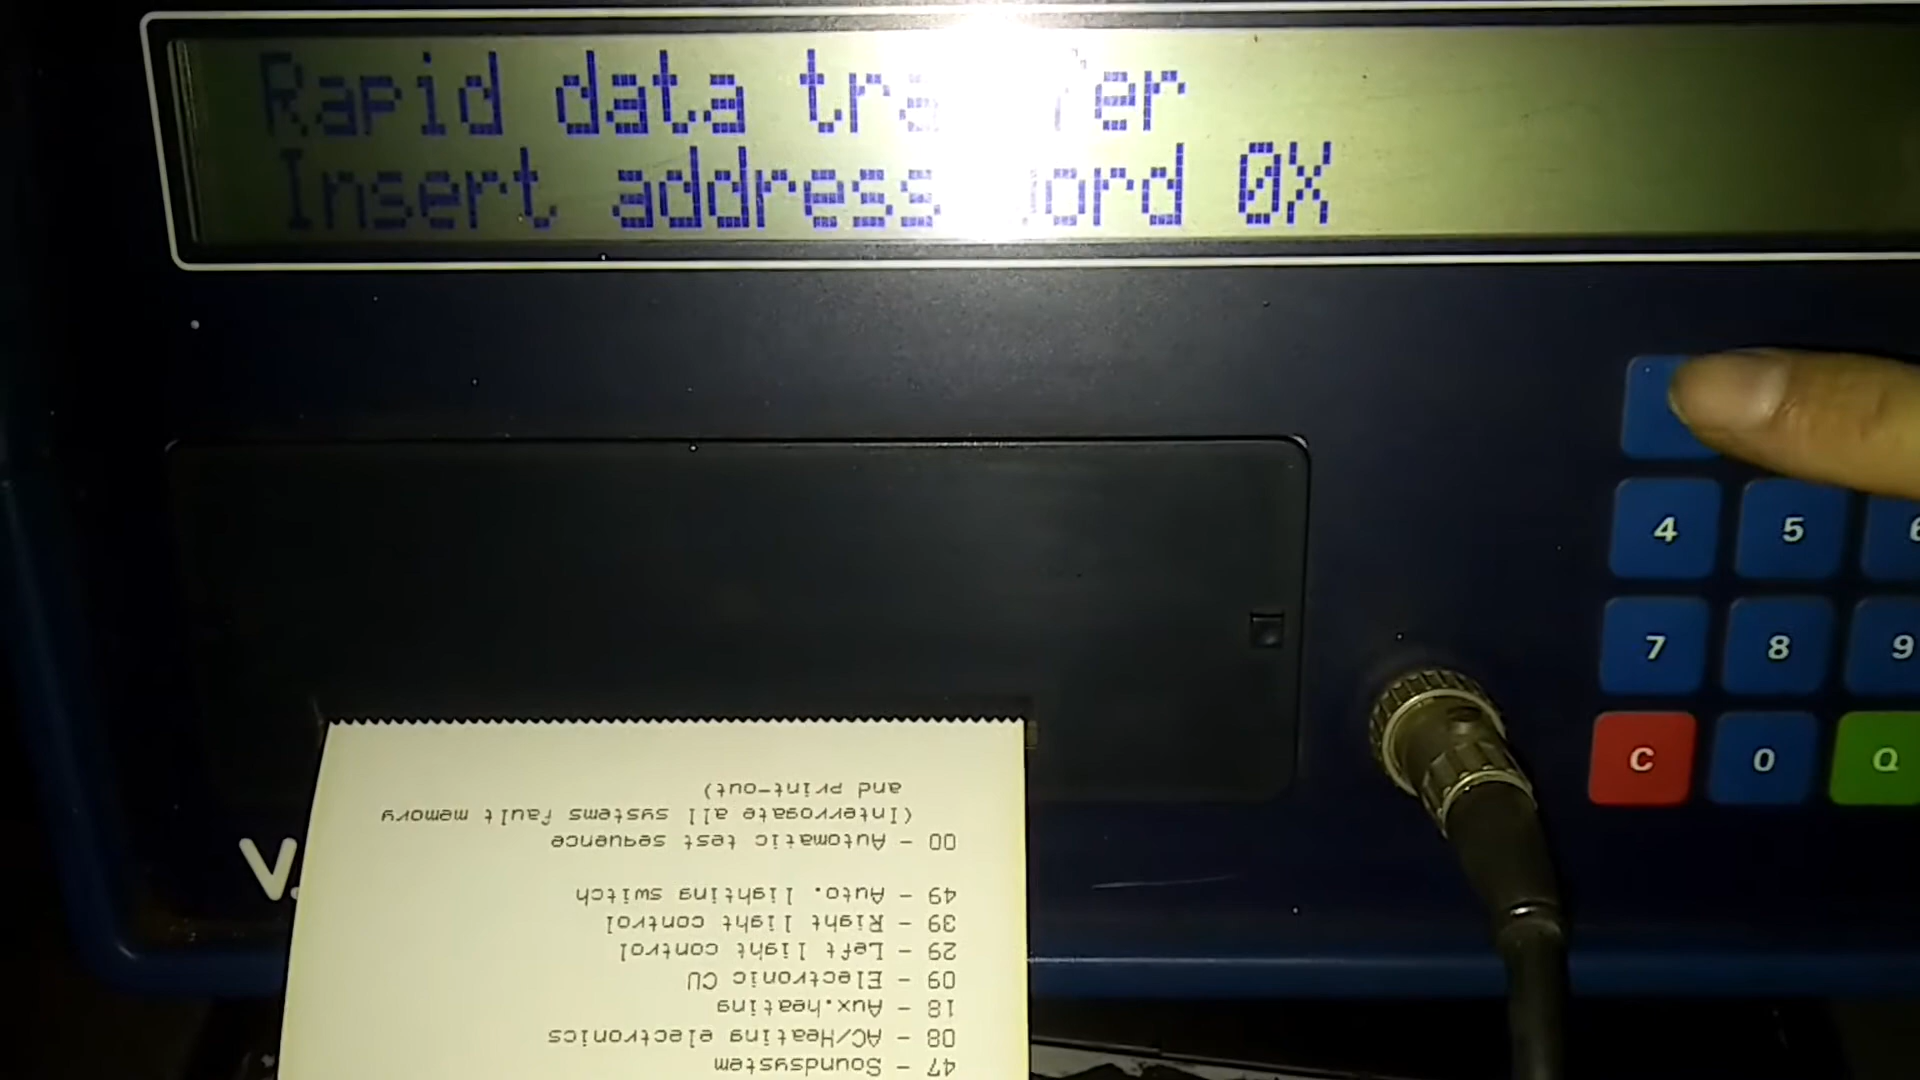 Rapid data transfer
Insert address word 0X
4 5 6
7 8 9
C 0 Q
47 - Soundsystem
08 - AC/Heating electronics
18 - Aux.heating
09 - Electronic CU
29 - Left light control
39 - Right light control
49 - Auto. lighting switch
00 - Automatic test sequence
(Interrogate all systems fault memory
and print-out)